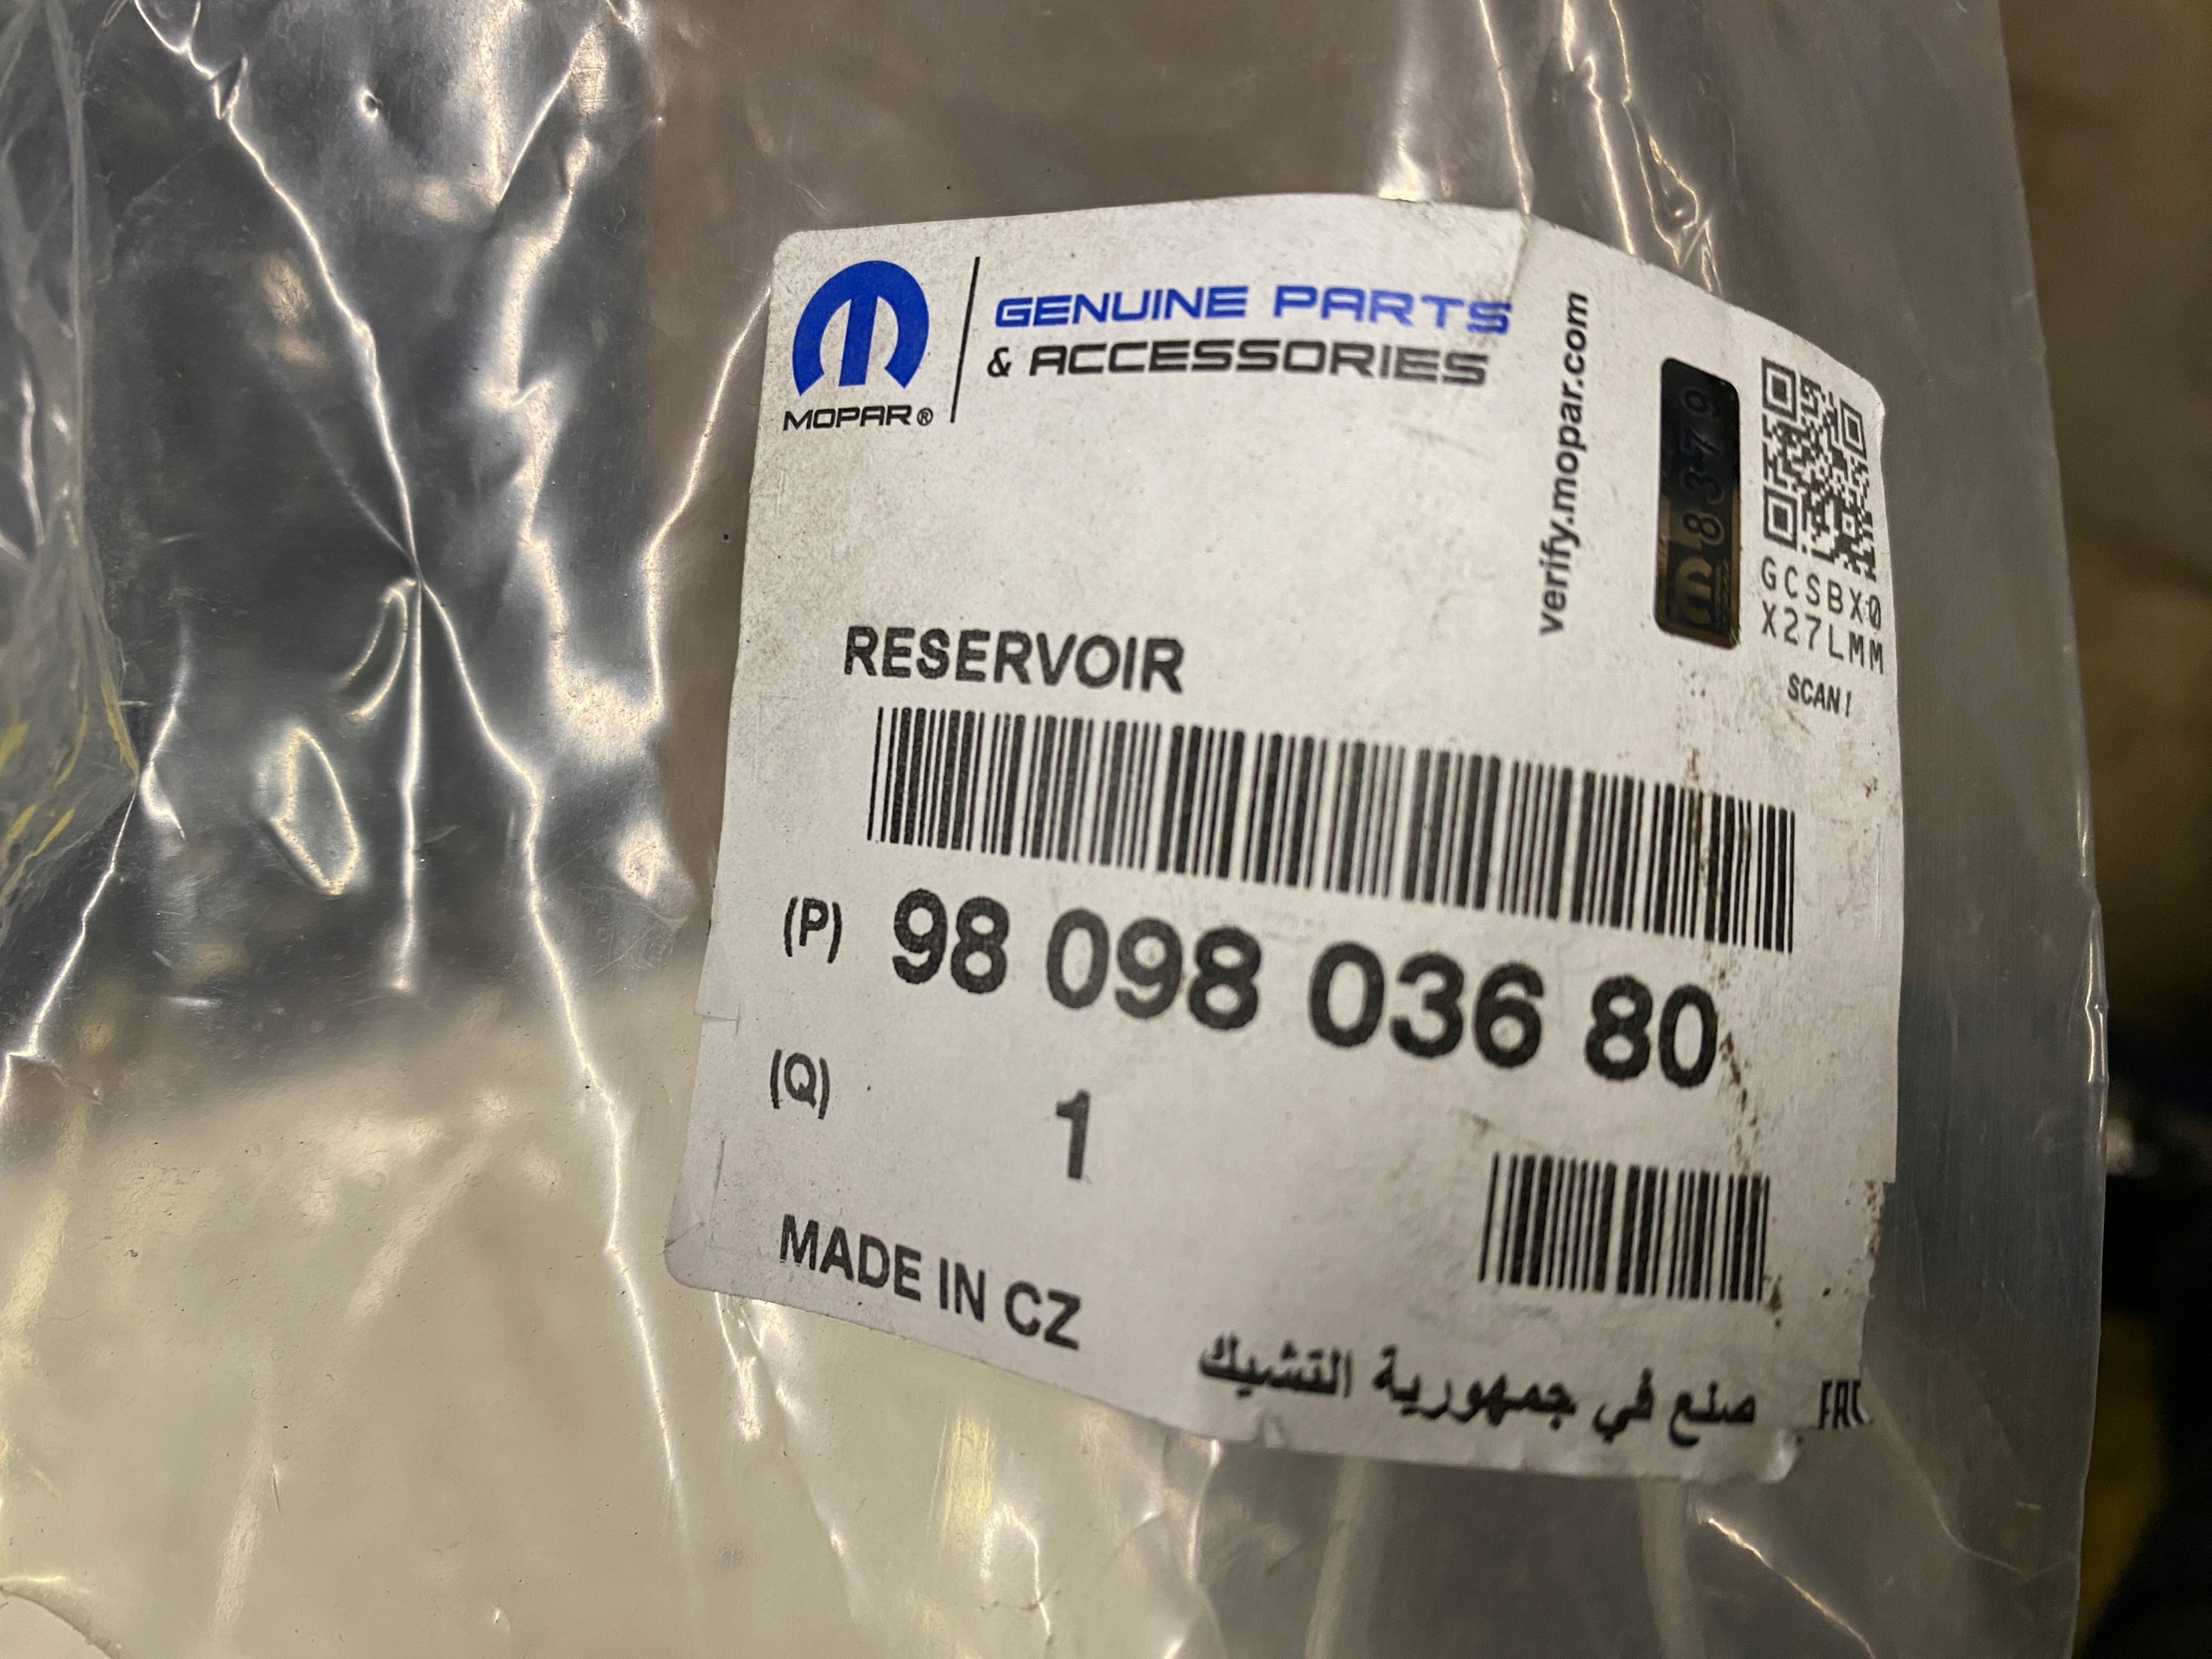 GENUINE PARTS
& ACCESSORIES
MOPAR®
verify.mopar.com
8379
GCSBX0
X27LMM
SCAN!
RESERVOIR
(P) 98 098 036 80
(Q) 1
MADE IN CZ
صنع في جمهورية التشيك
EAC